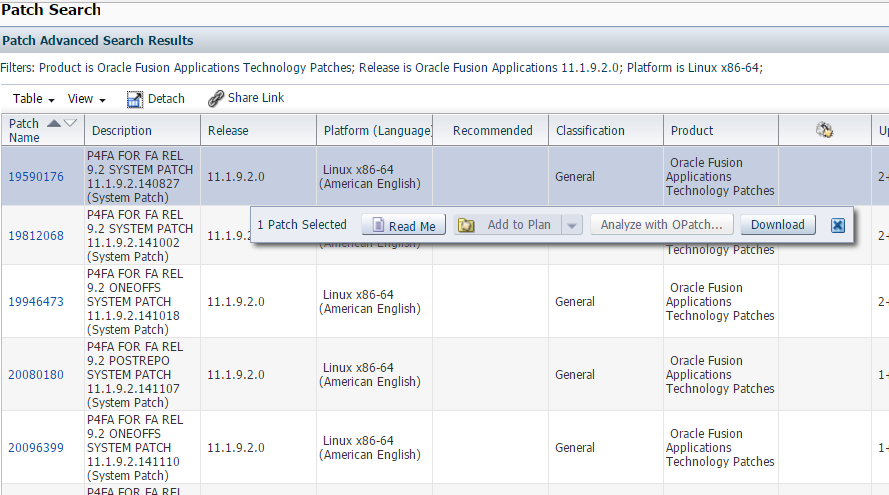 Patch Search
Patch Advanced Search Results
Filters: Product is Oracle Fusion Applications Technology Patches; Release is Oracle Fusion Applications 11.1.9.2.0; Platform is Linux x86-64;
Table View Detach Share Link
Patch Name Description Release Platform (Language) Recommended Classification Product Up
19590176
P4FA FOR FA REL
9.2 SYSTEM PATCH
11.1.9.2.140827
(System Patch)
11.1.9.2.0
Linux x86-64
(American English)
General
Oracle Fusion
Applications
Technology Patches
2+
1 Patch Selected Read Me Add to Plan Analyze with OPatch... Download
19812068
P4FA FOR FA REL
9.2 SYSTEM PATCH
11.1.9.2.141002
(System Patch)
11.1.9.2
Technology Patches
2+
19946473
P4FA FOR FA REL
9.2 ONEOFFS
SYSTEM PATCH
11.1.9.2.141018
(System Patch)
11.1.9.2.0
Linux x86-64
(American English)
General
Oracle Fusion
Applications
Technology Patches
2+
20080180
P4FA FOR FA REL
9.2 POSTREPO
SYSTEM PATCH
11.1.9.2.141107
(System Patch)
11.1.9.2.0
Linux x86-64
(American English)
General
Oracle Fusion
Applications
Technology Patches
1+
20096399
P4FA FOR FA REL
9.2 ONEOFFS
SYSTEM PATCH
11.1.9.2.141110
(System Patch)
11.1.9.2.0
Linux x86-64
(American English)
General
Oracle Fusion
Applications
Technology Patches
1+
P4FA FOR FA REL